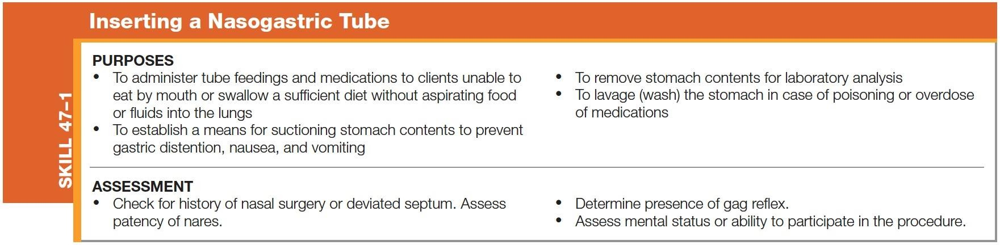 Inserting a Nasogastric Tube
SKILL 47–1
PURPOSES
• To administer tube feedings and medications to clients unable to
eat by mouth or swallow a sufficient diet without aspirating food
or fluids into the lungs
• To establish a means for suctioning stomach contents to prevent
gastric distention, nausea, and vomiting
• To remove stomach contents for laboratory analysis
• To lavage (wash) the stomach in case of poisoning or overdose
of medications
ASSESSMENT
• Check for history of nasal surgery or deviated septum. Assess
patency of nares.
• Determine presence of gag reflex.
• Assess mental status or ability to participate in the procedure.